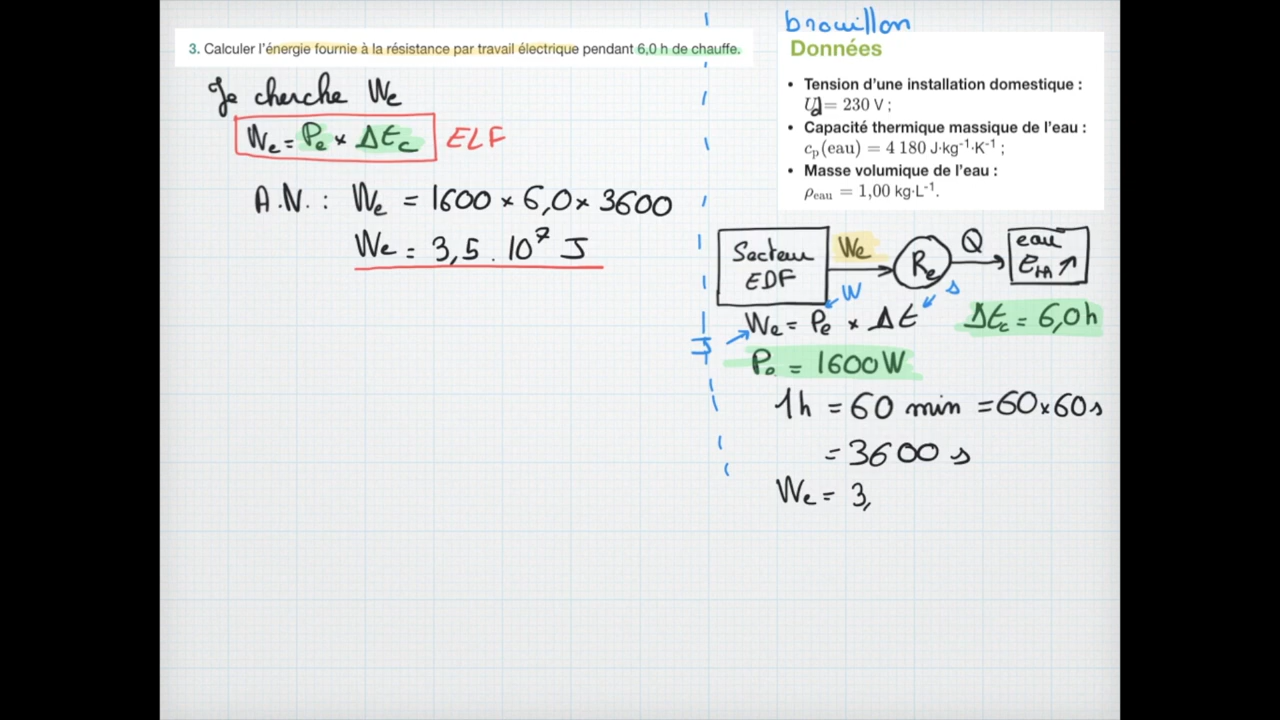 3. Calculer l'énergie fournie à la résistance par travail électrique pendant 6,0 h de chauffe.
Je cherche We
We = Pe × Δtc ELF
A.N. : We = 1600 × 6,0 × 3600
We = 3,5 . 10⁷ J
brouillon
Données
• Tension d'une installation domestique :
Ud = 230 V ;
• Capacité thermique massique de l'eau :
cp(eau) = 4 180 J·kg⁻¹·K⁻¹ ;
• Masse volumique de l'eau :
ρeau = 1,00 kg·L⁻¹.
Secteur EDF We Re Q eau
W s
J We = Pe × Δt Δtc = 6,0 h
Pe = 1600 W
1h = 60 min = 60×60 s
= 3600 s
We = 3,